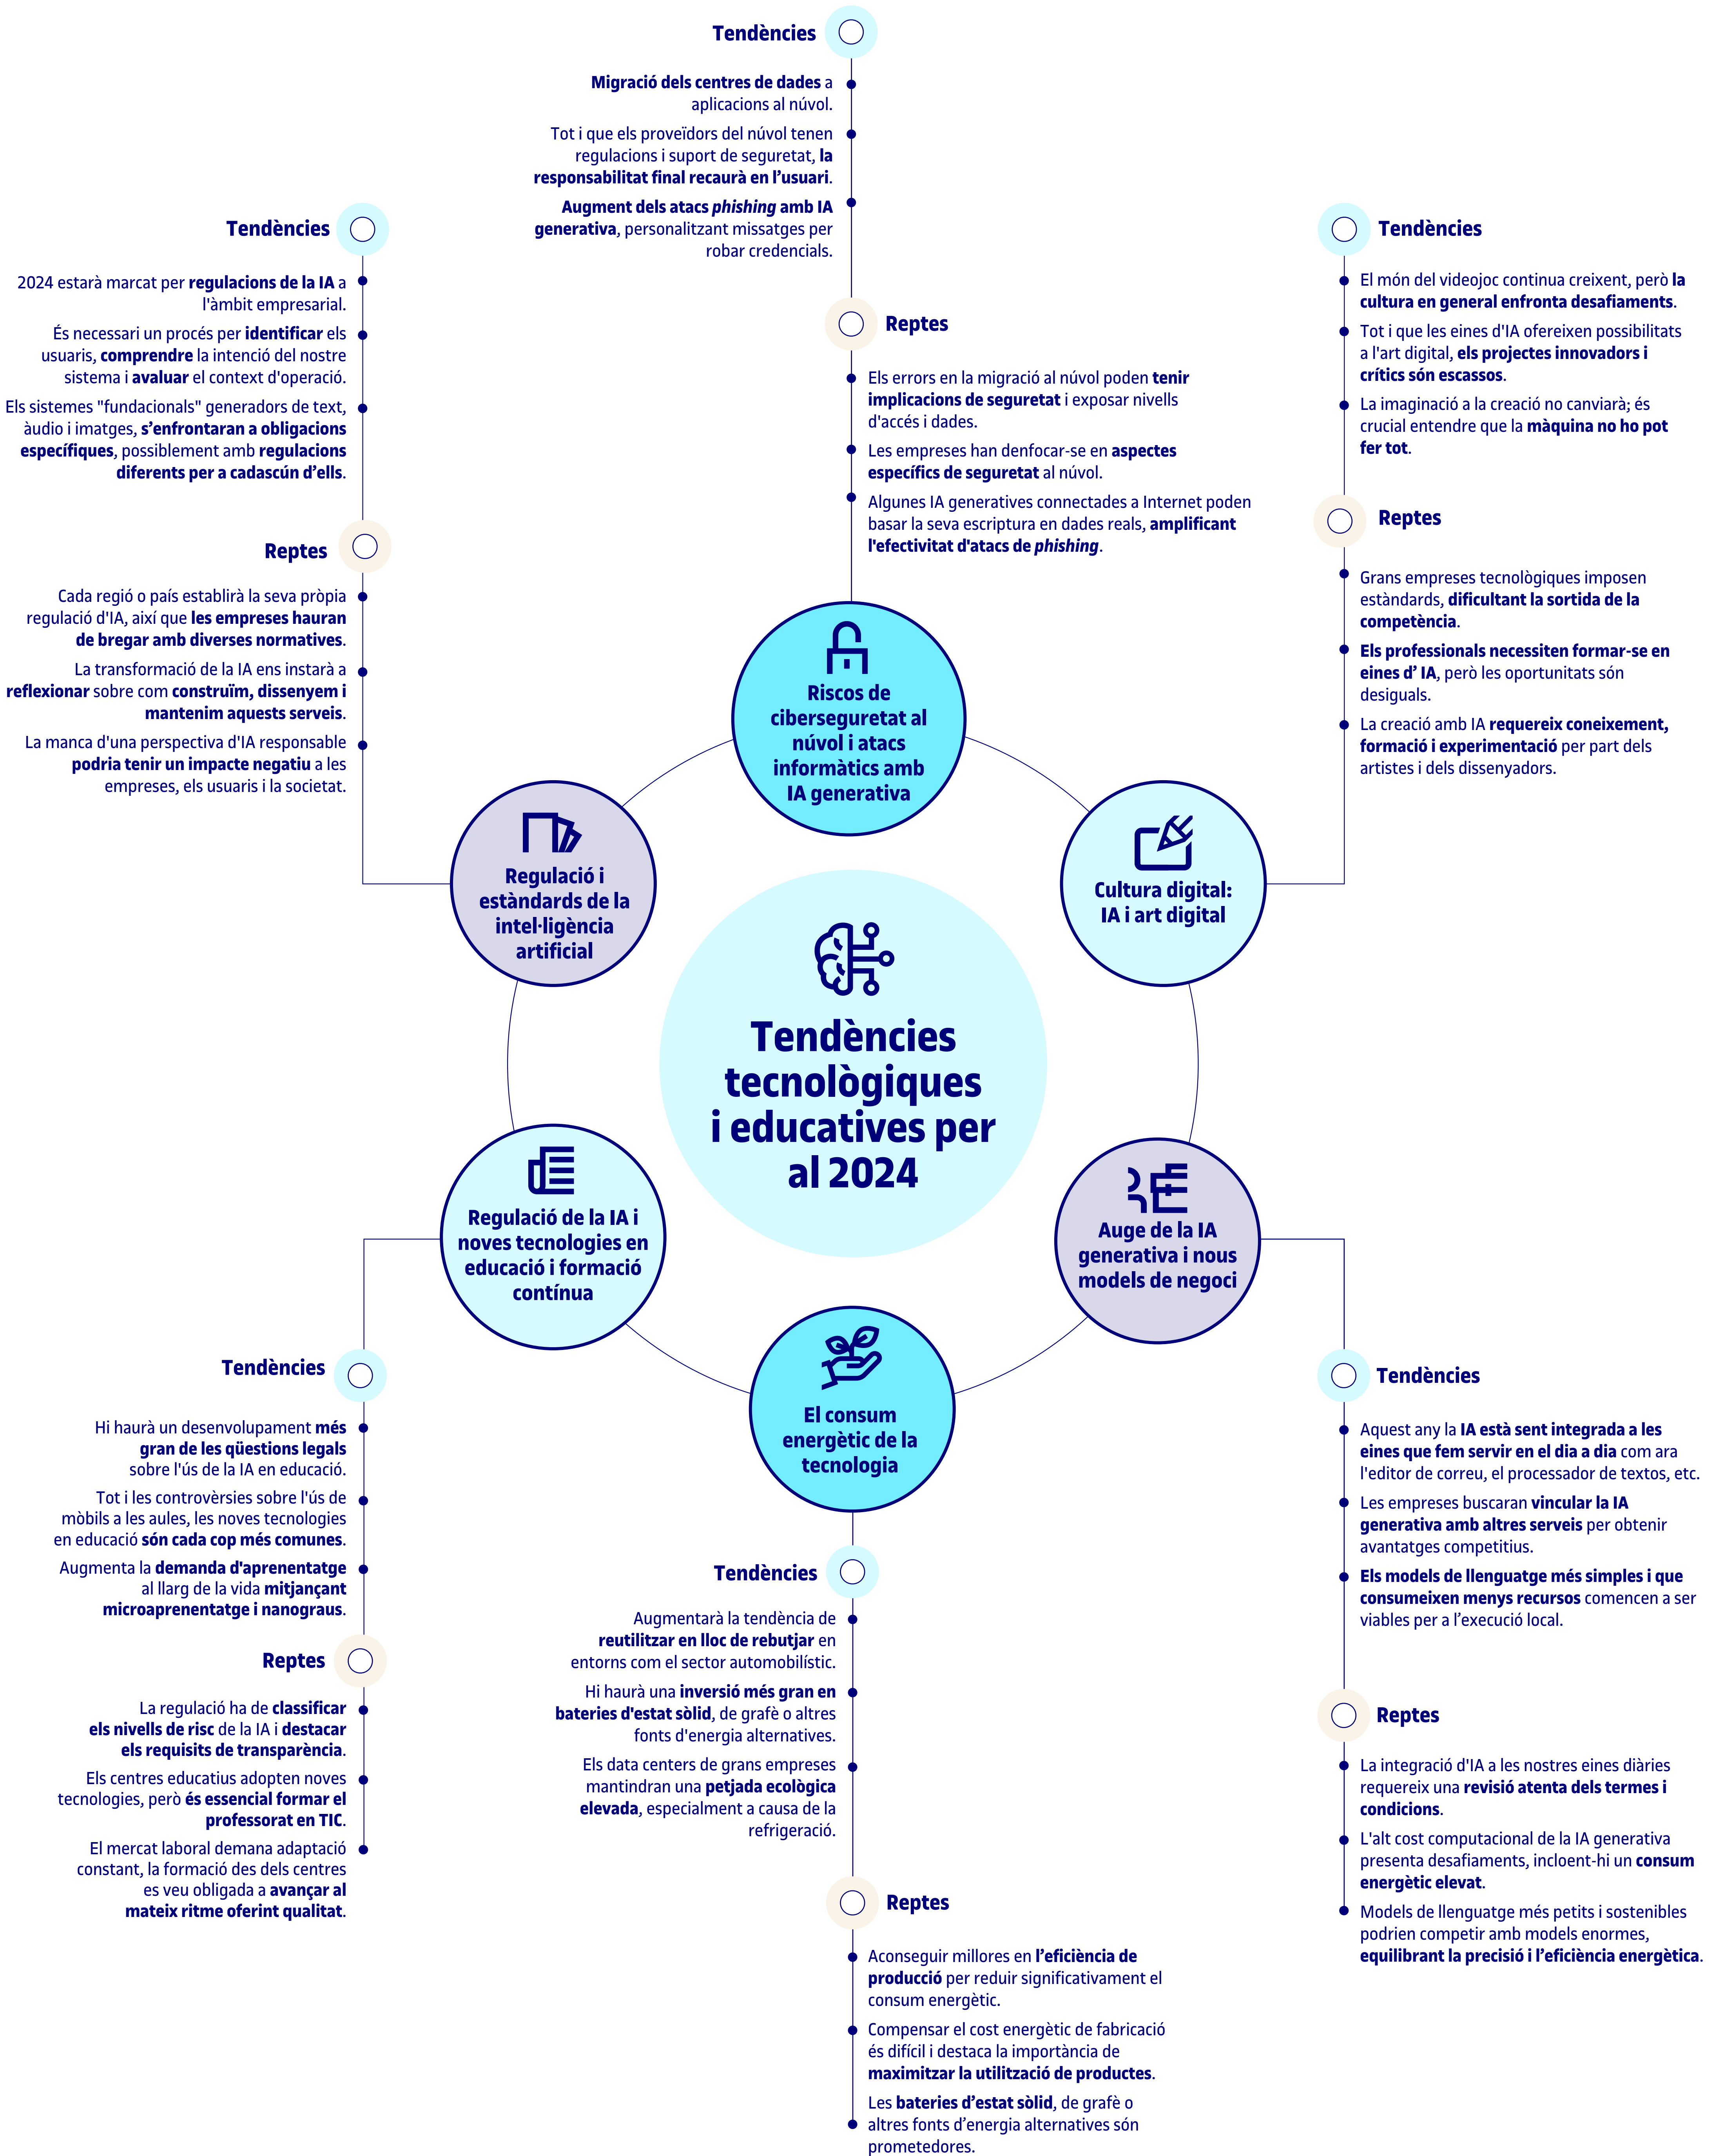 Tendències
Migració dels centres de dades a
aplicacions al núvol.
Tot i que els proveïdors del núvol tenen
regulacions i suport de seguretat, la
responsabilitat final recaurà en l’usuari.
Augment dels atacs phishing amb IA
generativa, personalitzant missatges per
robar credencials.
Reptes
Els errors en la migració al núvol poden tenir
implicacions de seguretat i exposar nivells
d'accés i dades.
Les empreses han denfocar-se en aspectes
específics de seguretat al núvol.
Algunes IA generatives connectades a Internet poden
basar la seva escriptura en dades reals, amplificant
l'efectivitat d'atacs de phishing.
Riscos de
ciberseguretat al
núvol i atacs
informàtics amb
IA generativa
Tendències
2024 estarà marcat per regulacions de la IA a
l'àmbit empresarial.
És necessari un procés per identificar els
usuaris, comprendre la intenció del nostre
sistema i avaluar el context d'operació.
Els sistemes "fundacionals" generadors de text,
àudio i imatges, s’enfrontaran a obligacions
específiques, possiblement amb regulacions
diferents per a cadascún d’ells.
Reptes
Cada regió o país establirà la seva pròpia
regulació d'IA, així que les empreses hauran
de bregar amb diverses normatives.
La transformació de la IA ens instarà a
reflexionar sobre com construïm, dissenyem i
mantenim aquests serveis.
La manca d'una perspectiva d'IA responsable
podria tenir un impacte negatiu a les
empreses, els usuaris i la societat.
Regulació i
estàndards de la
intel·ligència
artificial
Tendències
El món del videojoc continua creixent, però la
cultura en general enfronta desafiaments.
Tot i que les eines d'IA ofereixen possibilitats
a l'art digital, els projectes innovadors i
crítics són escassos.
La imaginació a la creació no canviarà; és
crucial entendre que la màquina no ho pot
fer tot.
Reptes
Grans empreses tecnològiques imposen
estàndards, dificultant la sortida de la
competència.
Els professionals necessiten formar-se en
eines d’ IA, però les oportunitats són
desiguals.
La creació amb IA requereix coneixement,
formació i experimentació per part dels
artistes i dels dissenyadors.
Cultura digital:
IA i art digital
Tendències
tecnològiques
i educatives per
al 2024
Regulació de la IA i
noves tecnologies en
educació i formació
contínua
Tendències
Hi haurà un desenvolupament més
gran de les qüestions legals
sobre l'ús de la IA en educació.
Tot i les controvèrsies sobre l'ús de
mòbils a les aules, les noves tecnologies
en educació són cada cop més comunes.
Augmenta la demanda d'aprenentatge
al llarg de la vida mitjançant
microaprenentatge i nanograus.
Reptes
La regulació ha de classificar
els nivells de risc de la IA i destacar
els requisits de transparència.
Els centres educatius adopten noves
tecnologies, però és essencial formar el
professorat en TIC.
El mercat laboral demana adaptació
constant, la formació des dels centres
es veu obligada a avançar al
mateix ritme oferint qualitat.
El consum
energètic de la
tecnologia
Tendències
Augmentarà la tendència de
reutilitzar en lloc de rebutjar en
entorns com el sector automobilístic.
Hi haurà una inversió més gran en
bateries d'estat sòlid, de grafè o altres
fonts d'energia alternatives.
Els data centers de grans empreses
mantindran una petjada ecològica
elevada, especialment a causa de la
refrigeració.
Reptes
Aconseguir millores en l’eficiència de
producció per reduir significativament el
consum energètic.
Compensar el cost energètic de fabricació
és difícil i destaca la importància de
maximitzar la utilització de productes.
Les bateries d’estat sòlid, de grafè o
altres fonts d’energia alternatives són
prometedores.
Auge de la IA
generativa i nous
models de negoci
Tendències
Aquest any la IA està sent integrada a les
eines que fem servir en el dia a dia com ara
l'editor de correu, el processador de textos, etc.
Les empreses buscaran vincular la IA
generativa amb altres serveis per obtenir
avantatges competitius.
Els models de llenguatge més simples i que
consumeixen menys recursos comencen a ser
viables per a l’execució local.
Reptes
La integració d'IA a les nostres eines diàries
requereix una revisió atenta dels termes i
condicions.
L'alt cost computacional de la IA generativa
presenta desafiaments, incloent-hi un consum
energètic elevat.
Models de llenguatge més petits i sostenibles
podrien competir amb models enormes,
equilibrant la precisió i l’eficiència energètica.